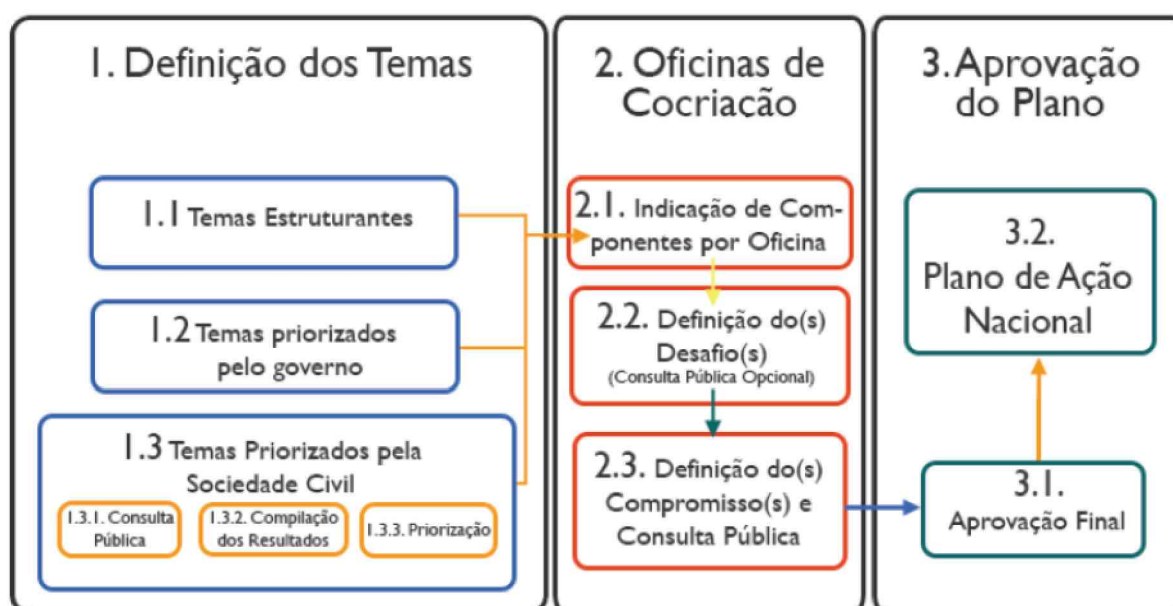 1. Definição dos Temas
1.1 Temas Estruturantes
1.2 Temas priorizados
pelo governo
1.3 Temas Priorizados pela
Sociedade Civil
1.3.1. Consulta
Pública
1.3.2. Compilação
dos Resultados
1.3.3. Priorização
2. Oficinas de
Cocriação
2.1. Indicação de Com-
ponentes por Oficina
2.2. Definição do(s)
Desafio(s)
(Consulta Pública Opcional)
2.3. Definição do(s)
Compromisso(s) e
Consulta Pública
3. Aprovação
do Plano
3.2.
Plano de Ação
Nacional
3.1.
Aprovação Final